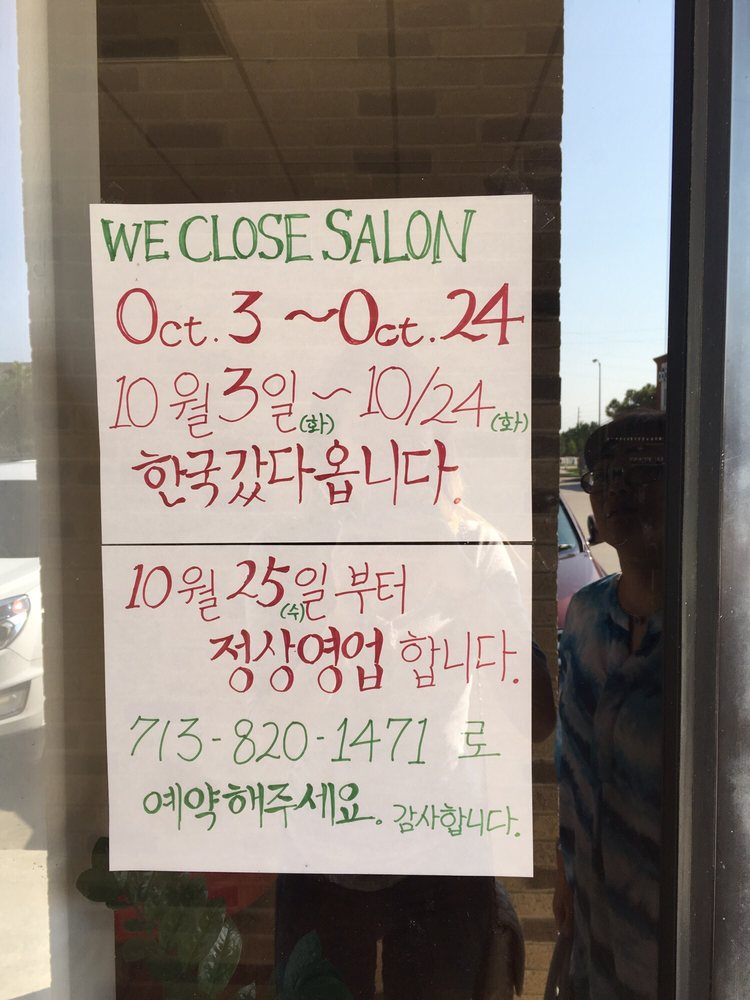 WE CLOSE SALON
Oct. 3 ~ Oct. 24
10월 3일(화) ~ 10/24(화)
한국갔다옵니다.
10월 25(수)일 부터
정상영업 합니다.
713-820-1471 로
예약해주세요. 감사합니다.